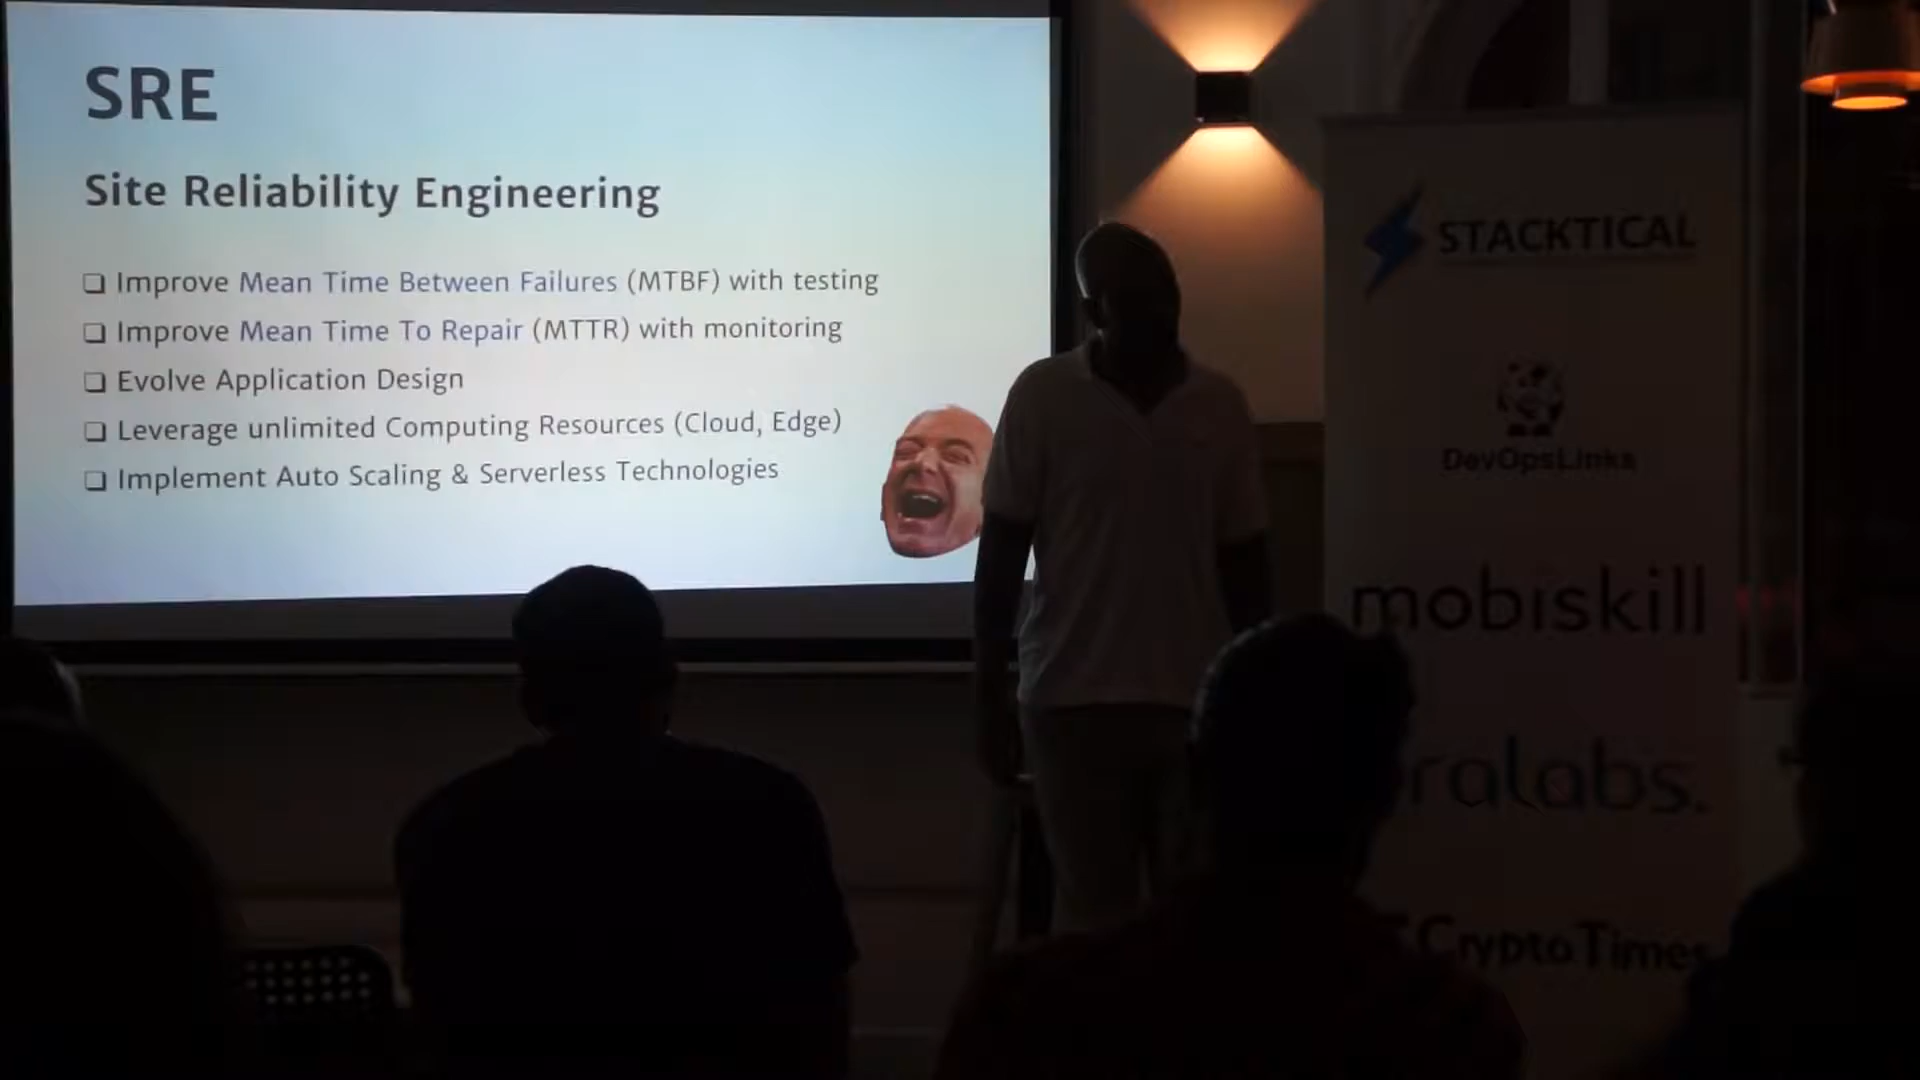 SRE
Site Reliability Engineering
Improve Mean Time Between Failures (MTBF) with testing
Improve Mean Time To Repair (MTTR) with monitoring
Evolve Application Design
Leverage unlimited Computing Resources (Cloud, Edge)
Implement Auto Scaling & Serverless Technologies
STACKTICAL
DevOpsLinks
mobiskill
ralabs.
CryptoTimes